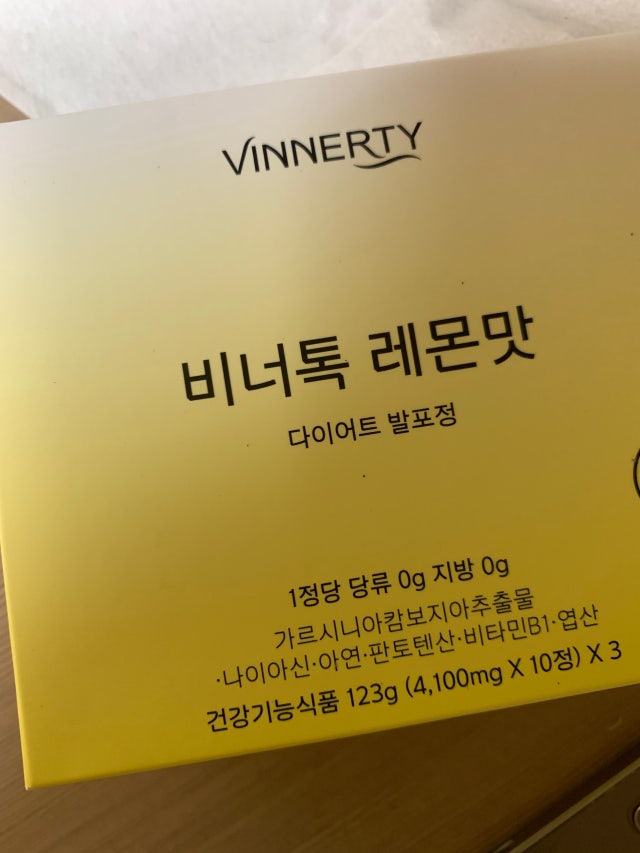 VINNERTY
비너톡 레몬맛
다이어트 발포정
1정당 당류 0g 지방 0g
가르시니아캄보지아추출물
·나이아신·아연·판토텐산·비타민B1·엽산
건강기능식품 123g (4,100mg X 10정) X 3